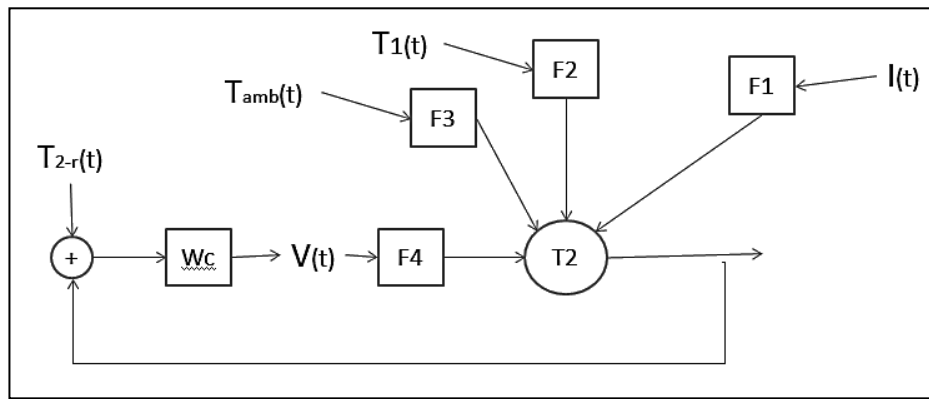 T1(t)
F2
F1
I(t)
Tamb(t)
F3
T2-r(t)
+
Wc
V(t)
F4
T2